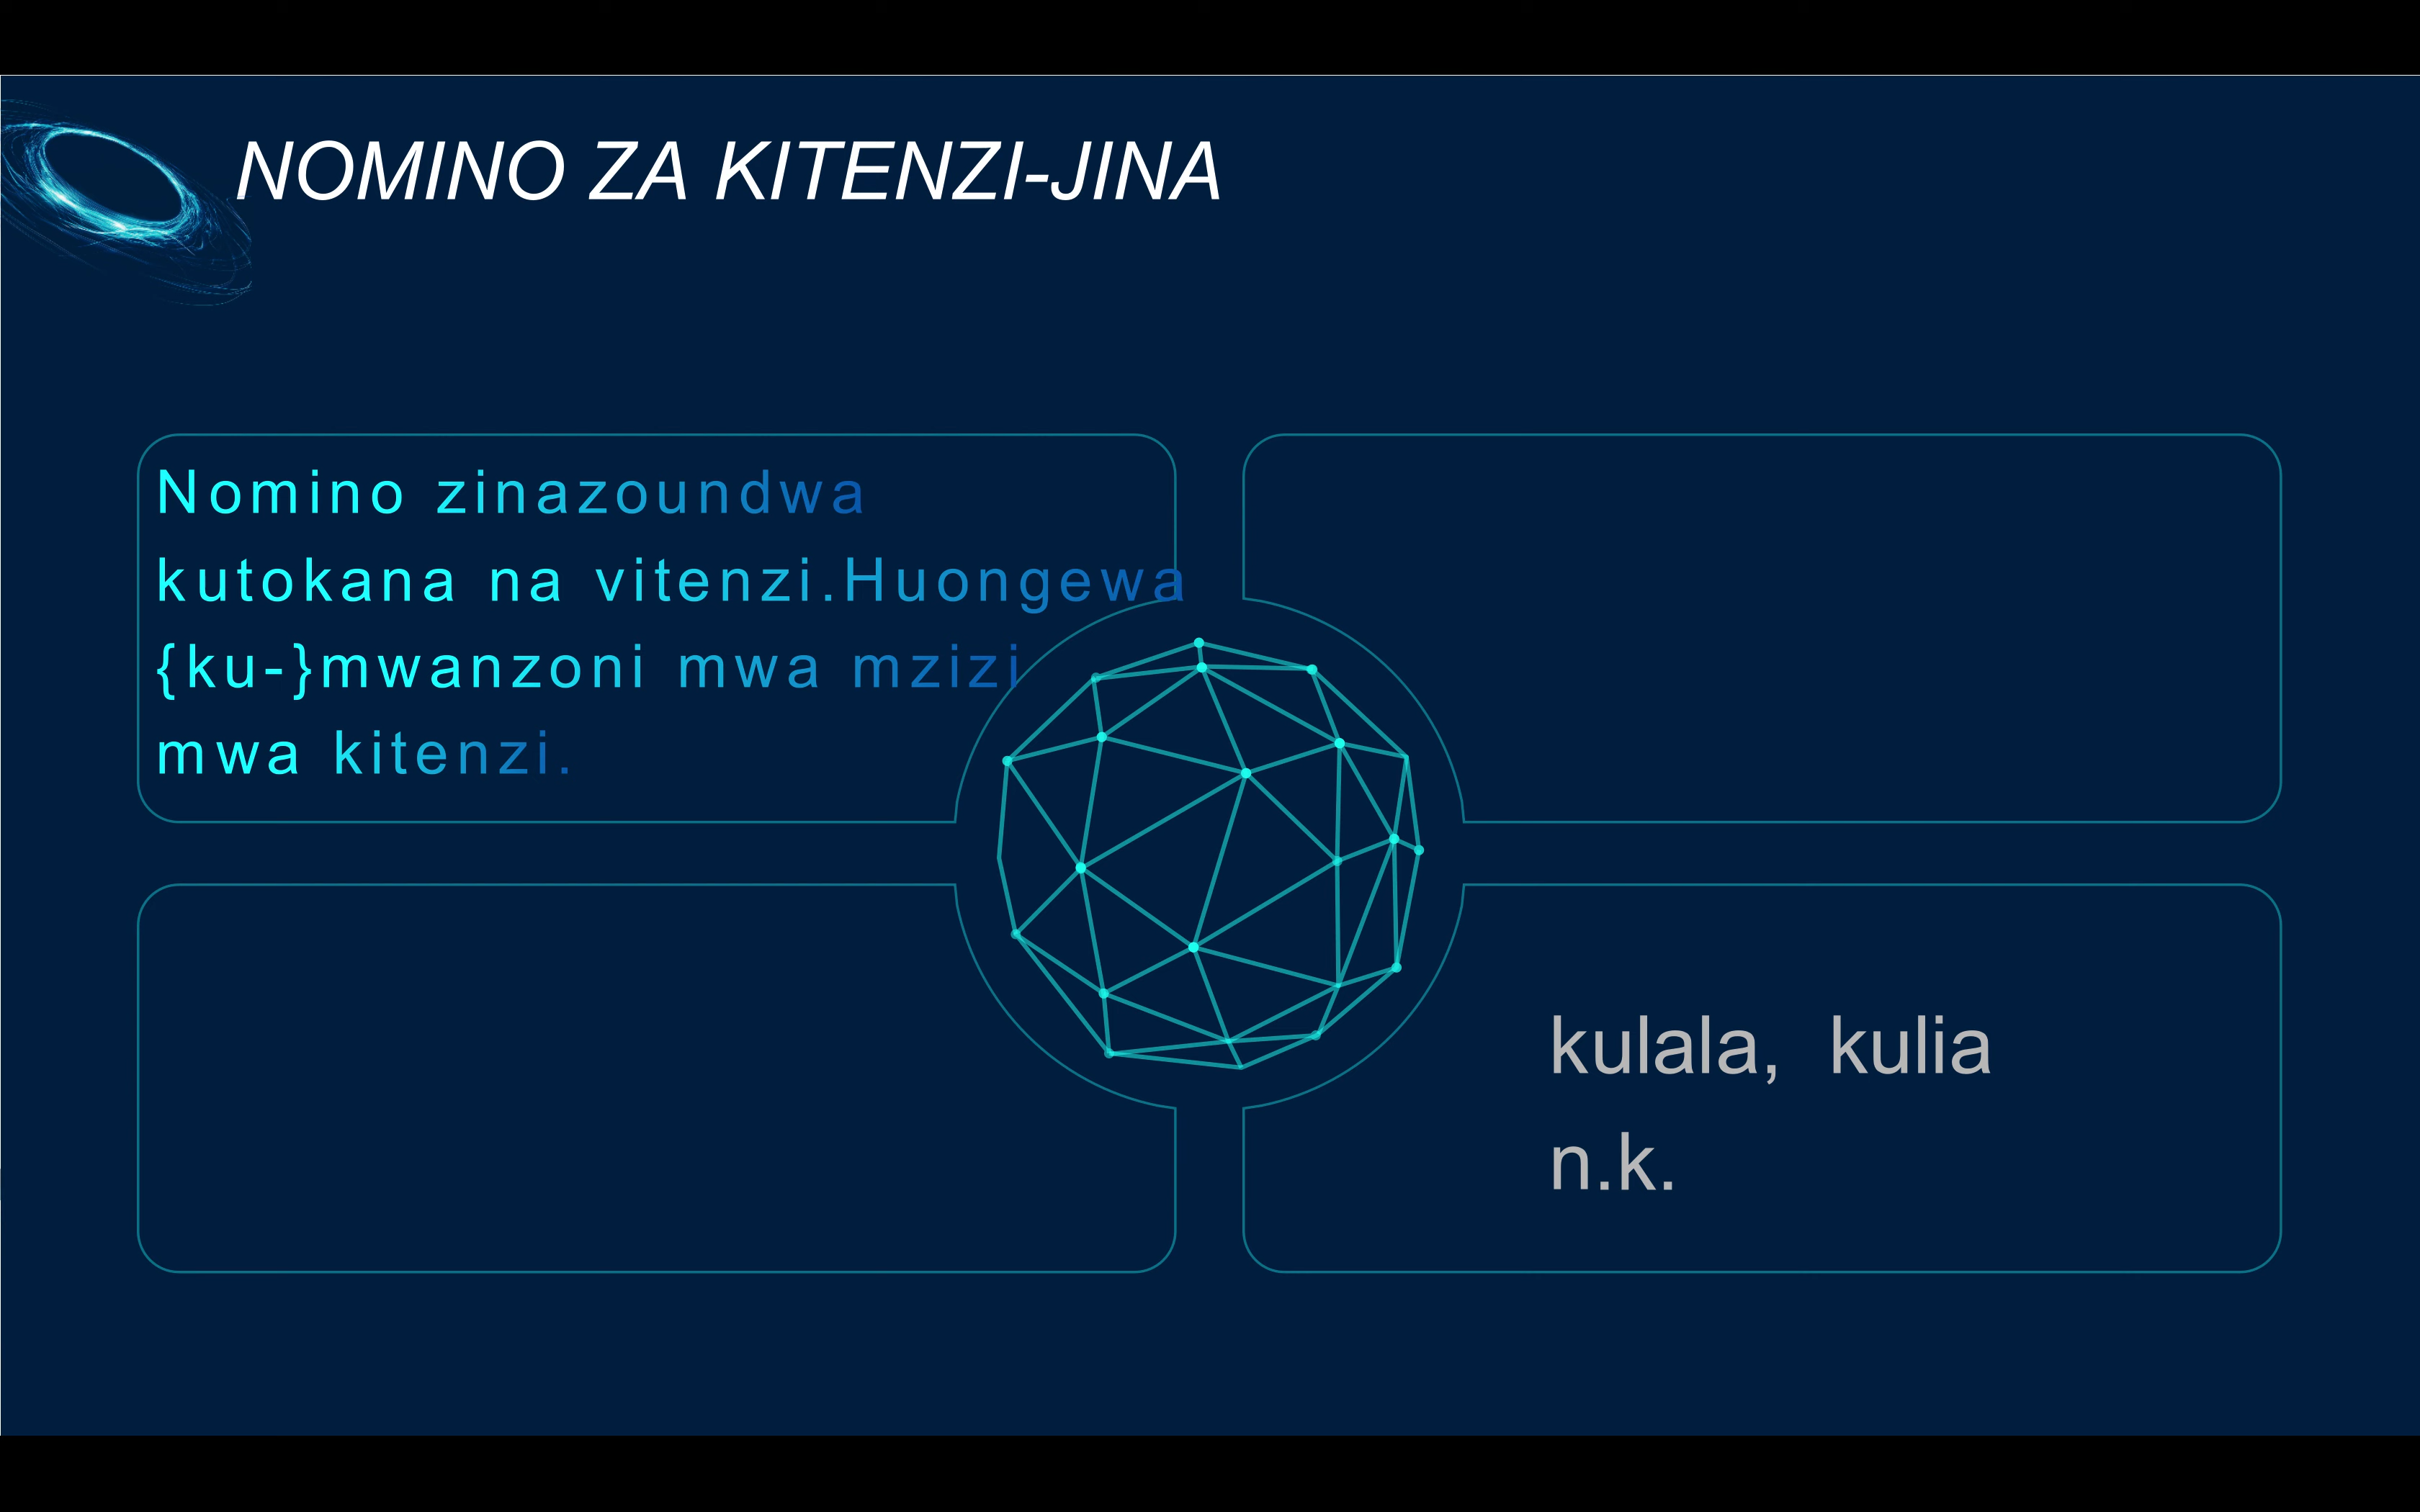 NOMINO ZA KITENZI-JINA
Nomino zinazoundwa
kutokana na vitenzi.Huongewa
{ku-}mwanzoni mwa mzizi
mwa kitenzi.
kulala, kulia
n.k.